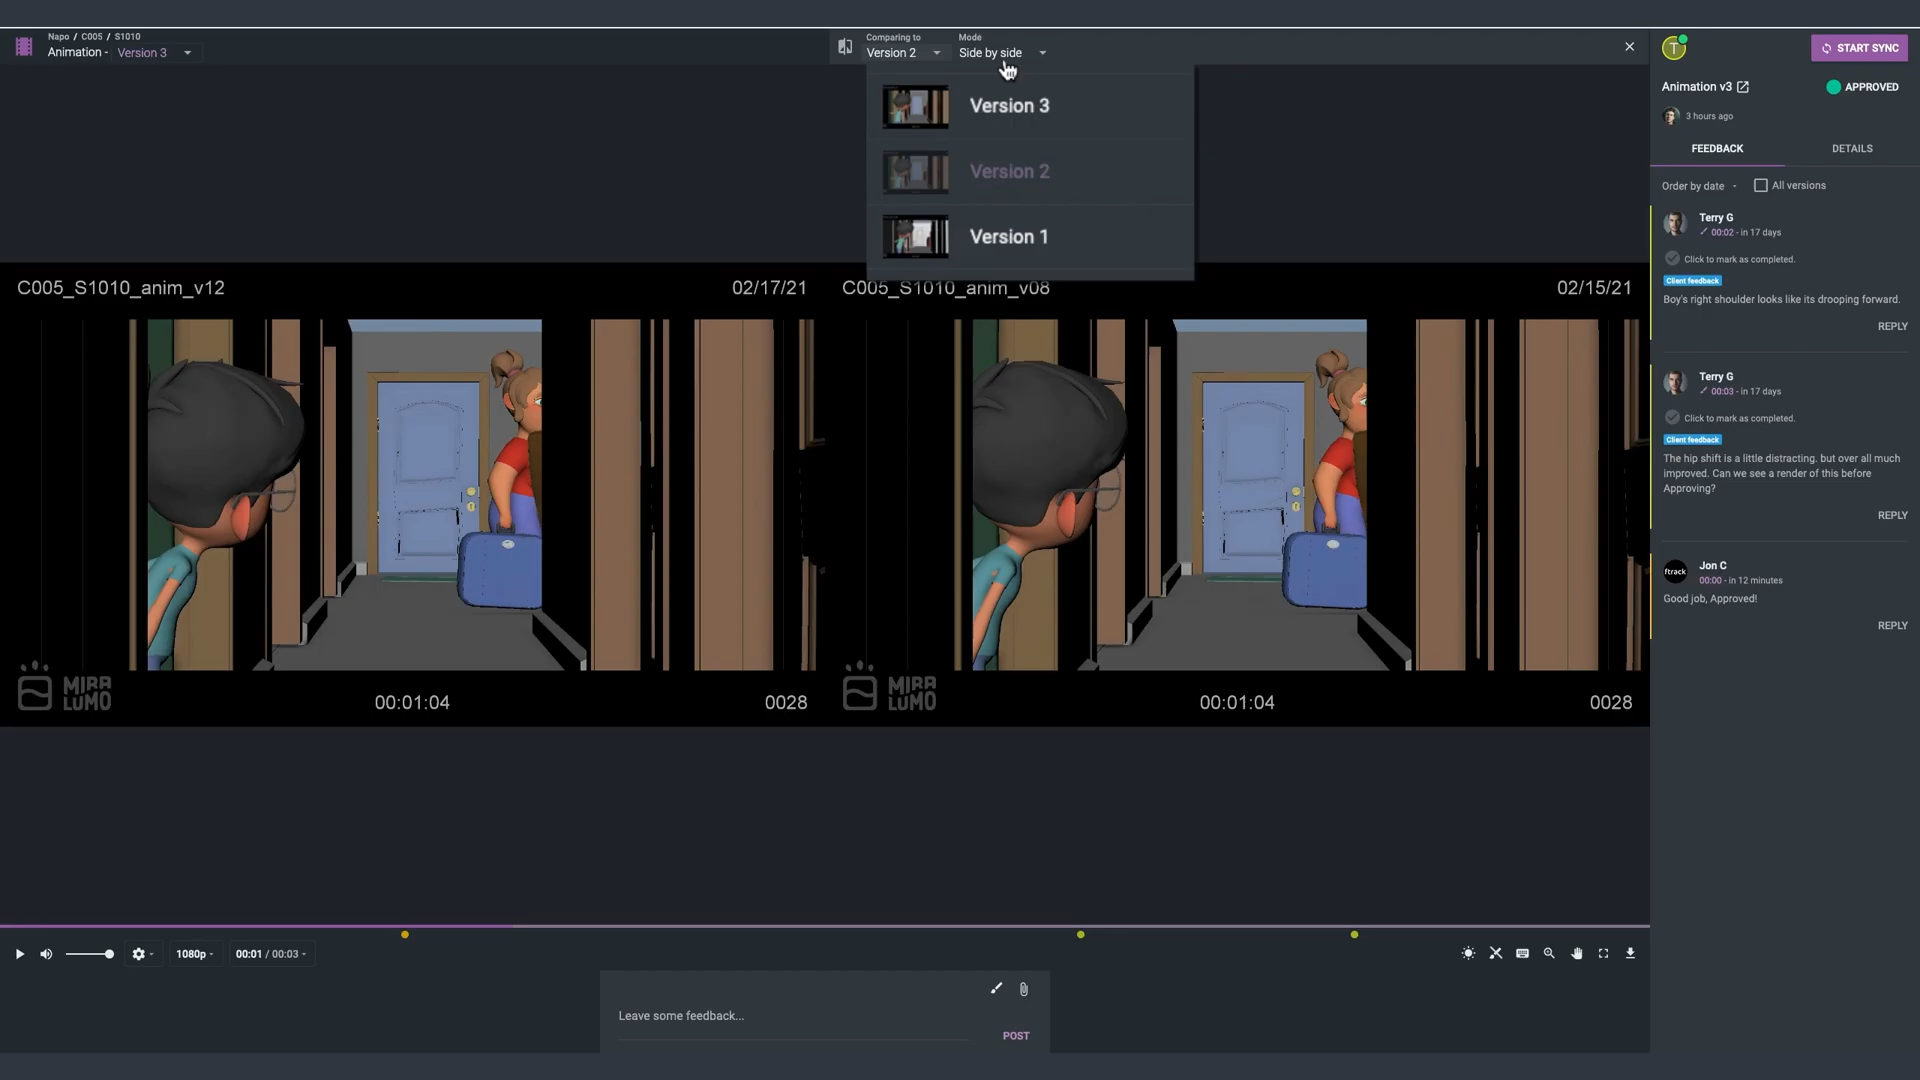 Napo / C005 / S1010
Animation - Version 3
Comparing to
Version 2
Mode
Side by side
Version 3
Version 2
Version 1
C005_S1010_anim_v12
02/17/21
C005_S1010_anim_v08
02/15/21
MIRA
LUMO
00:01:04
0028
MIRA
LUMO
00:01:04
0028
1080p
00:01 / 00:03
Leave some feedback...
POST
T
START SYNC
Animation v3
APPROVED
3 hours ago
FEEDBACK
DETAILS
Order by date
All versions
Terry G
00:02 - in 17 days
Click to mark as completed.
Client feedback
Boy's right shoulder looks like its drooping forward.
REPLY
Terry G
00:03 - in 17 days
Click to mark as completed.
Client feedback
The hip shift is a little distracting. but over all much
improved. Can we see a render of this before
Approving?
REPLY
ftrack
Jon C
00:00 - in 12 minutes
Good job, Approved!
REPLY